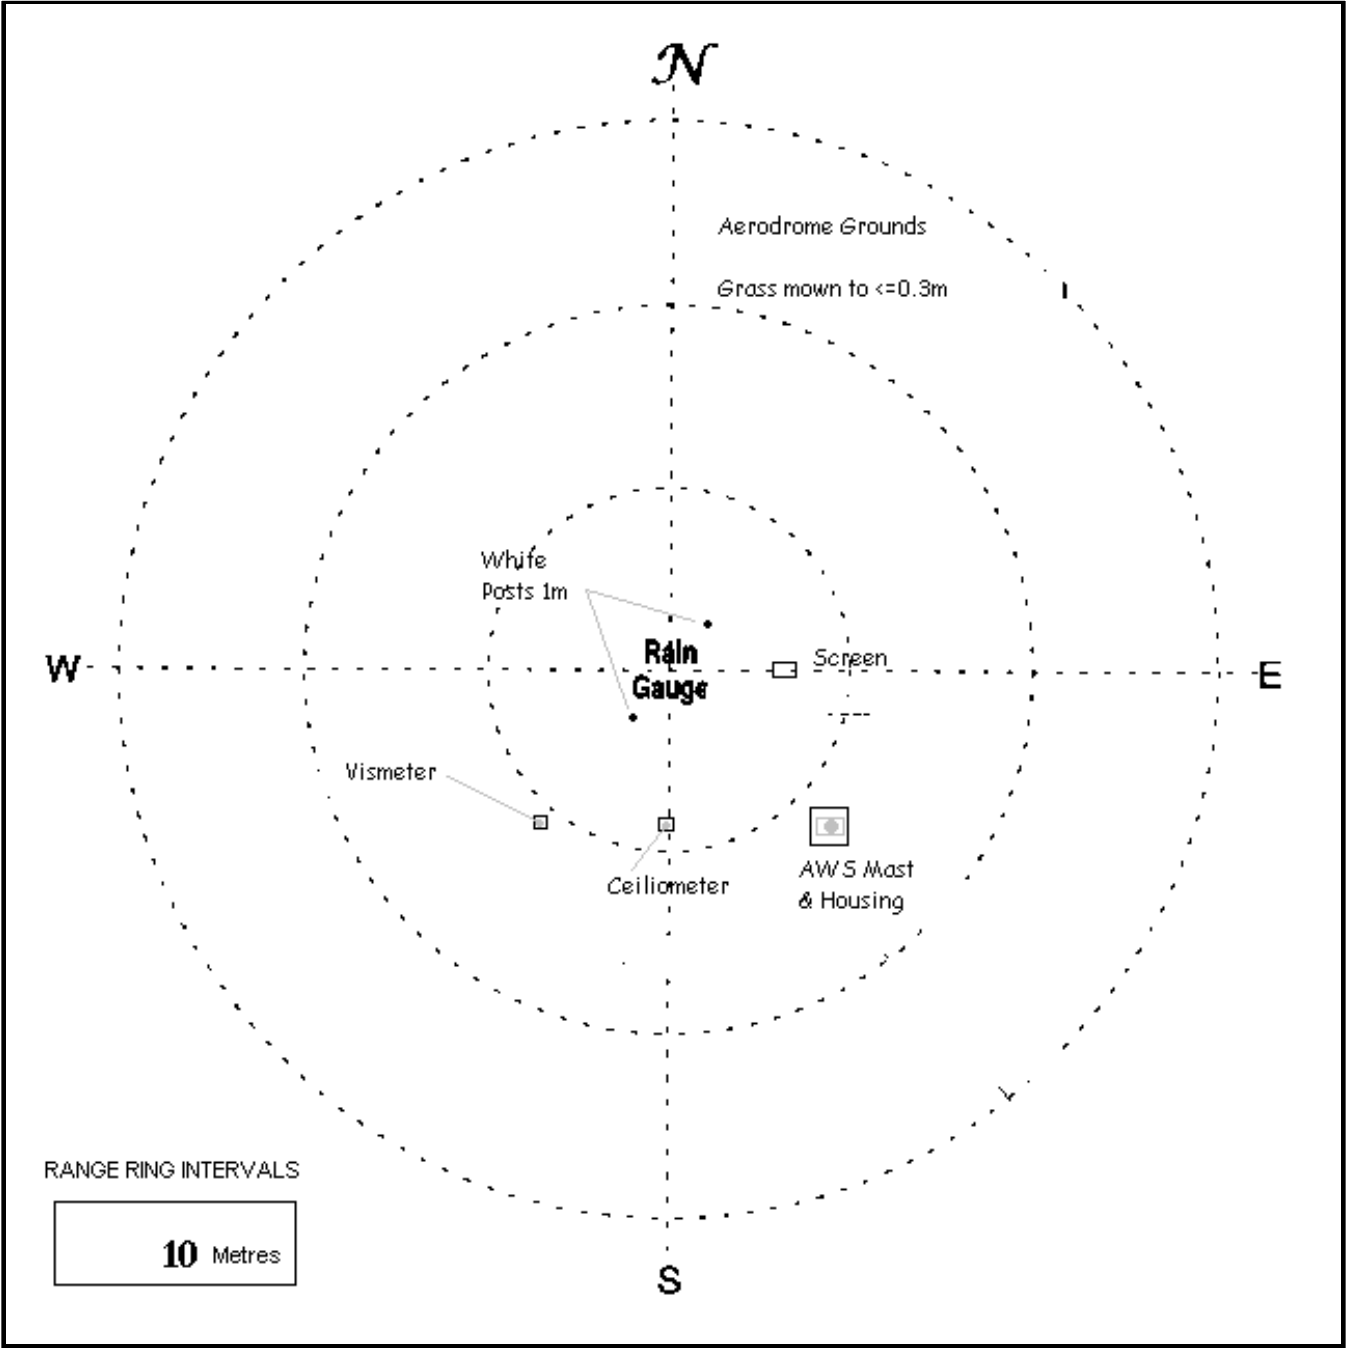 N
Aerodrome Grounds
Grass mown to <=0.3m
White
Posts 1m
Rain
Gauge
Screen
W
E
Vismeter
Ceiliometer
AWS Mast
& Housing
RANGE RING INTERVALS
10 Metres
S